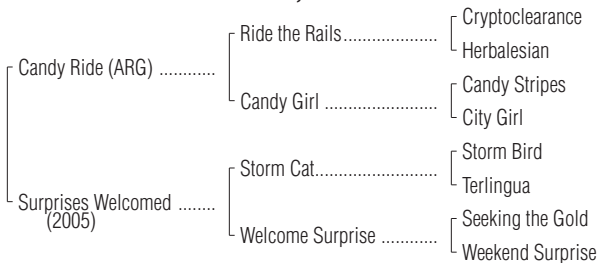 Cryptoclearance
Ride the Rails....................
Herbalesian
Candy Ride (ARG) ............
Candy Stripes
Candy Girl ........................
City Girl
Storm Bird
Storm Cat..........................
Terlingua
Surprises Welcomed ........
(2005)
Seeking the Gold
Welcome Surprise ............
Weekend Surprise